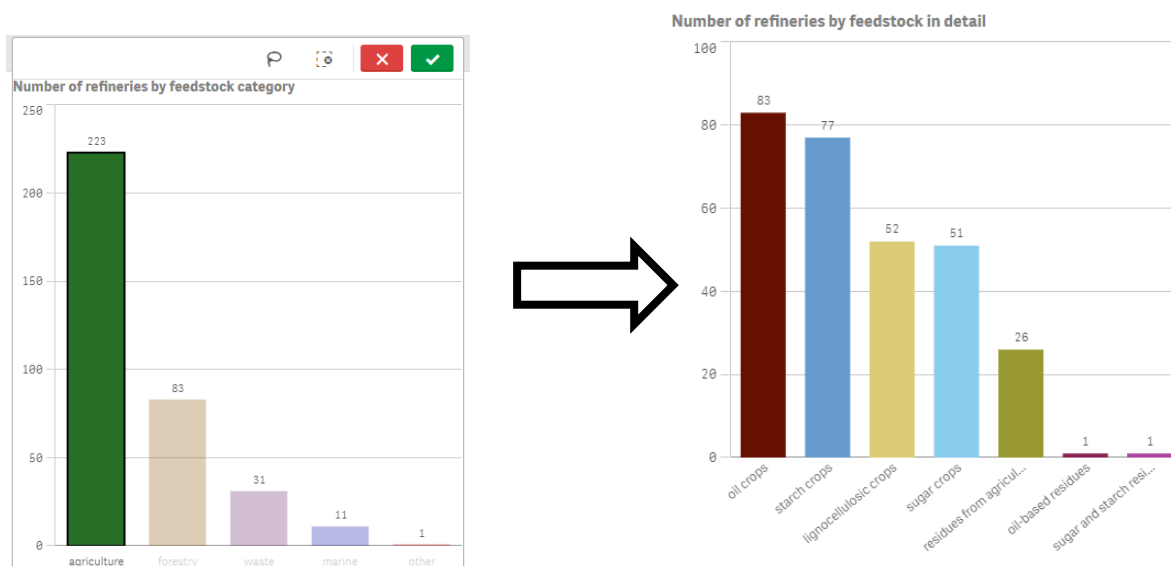 Number of refineries by feedstock category
250
223
200
150
100
83
50
31
11
1
0
agriculture
forestry
waste
marine
other
Number of refineries by feedstock in detail
100
83
80
77
60
52
51
40
26
20
1
1
0
oil crops
starch crops
lignocellulosic crops
sugar crops
residues from agricul...
oil-based residues
sugar and starch resi...